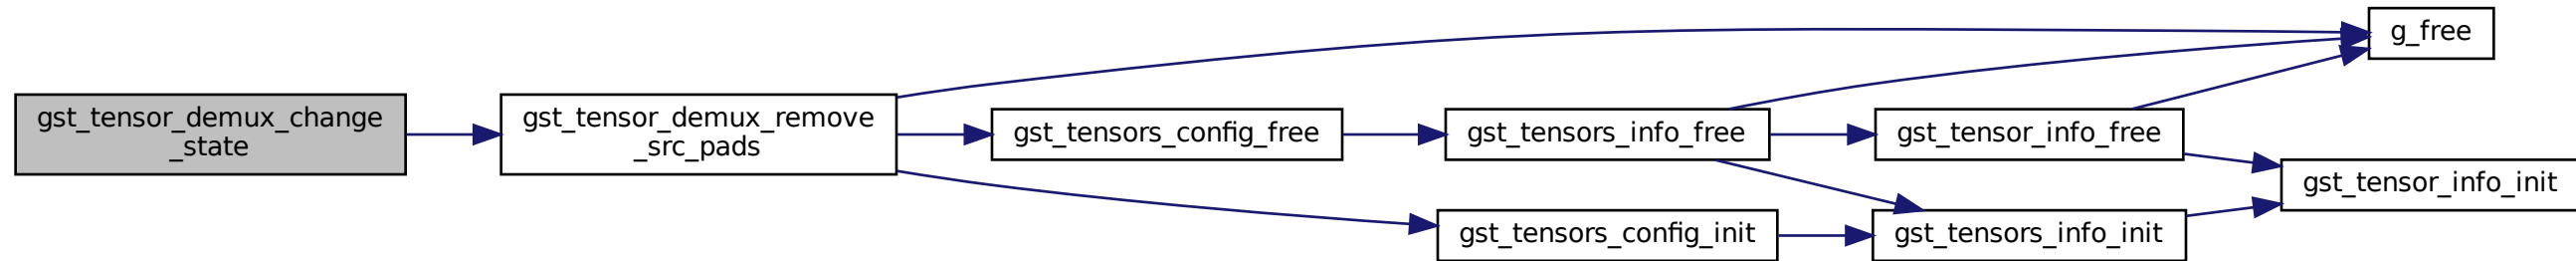 gst_tensor_demux_change
_state
gst_tensor_demux_remove
_src_pads
g_free
gst_tensors_config_free
gst_tensors_info_free
gst_tensor_info_free
gst_tensor_info_init
gst_tensors_config_init
gst_tensors_info_init